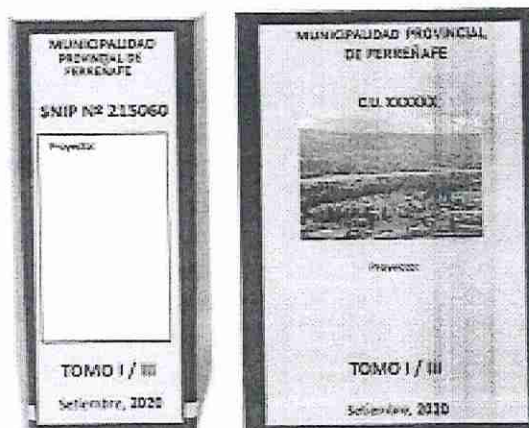 MUNICIPALIDAD
PROVINCIAL DE
FERREÑAFE
SNIP Nº 215060
Proyecto:
TOMO I / III
Setiembre, 2020
MUNICIPALIDAD PROVINCIAL
DE FERREÑAFE
C.U. XXXXXX
Proyecto:
TOMO I / III
Setiembre, 2020